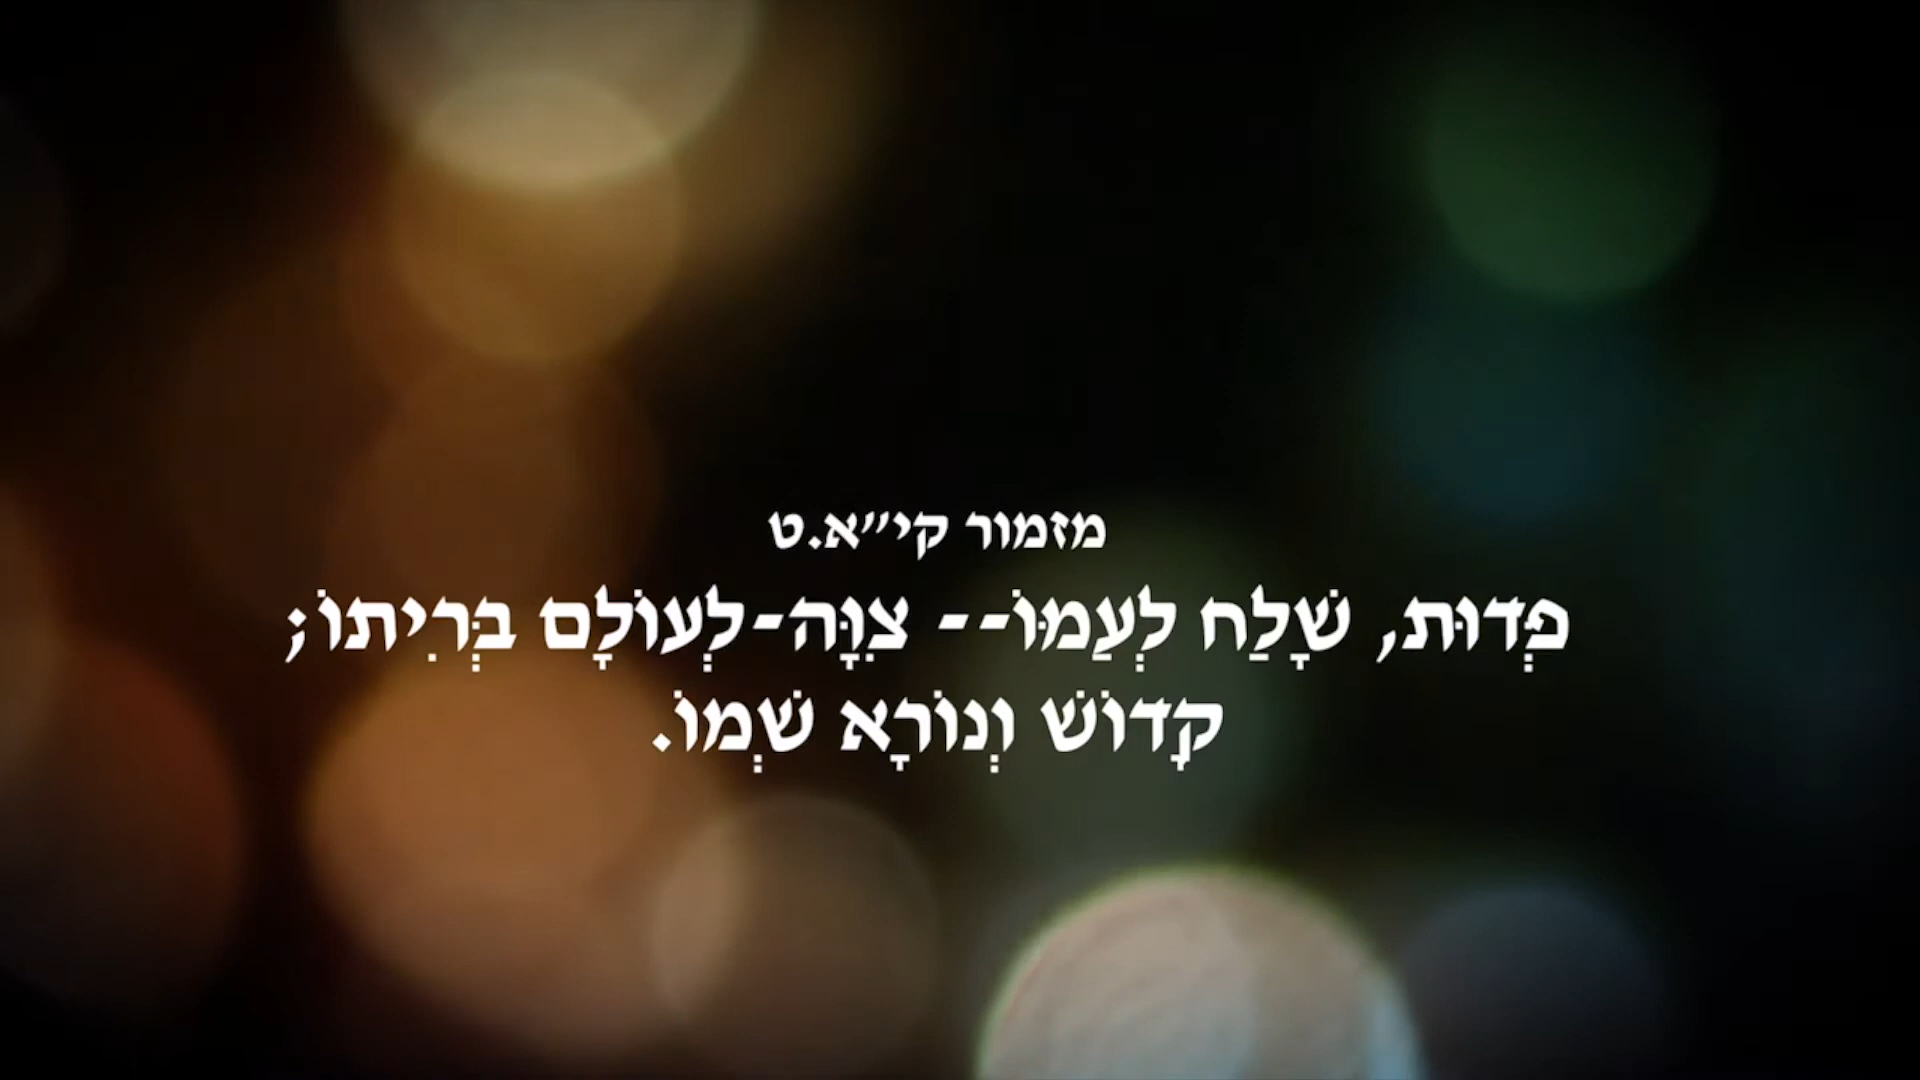 מזמור קי״א.ט
פְּדוּת, שָׁלַח לְעַמּוֹ-- צִוָּה-לְעוֹלָם בְּרִיתוֹ;
קָדוֹשׁ וְנוֹרָא שְׁמוֹ.